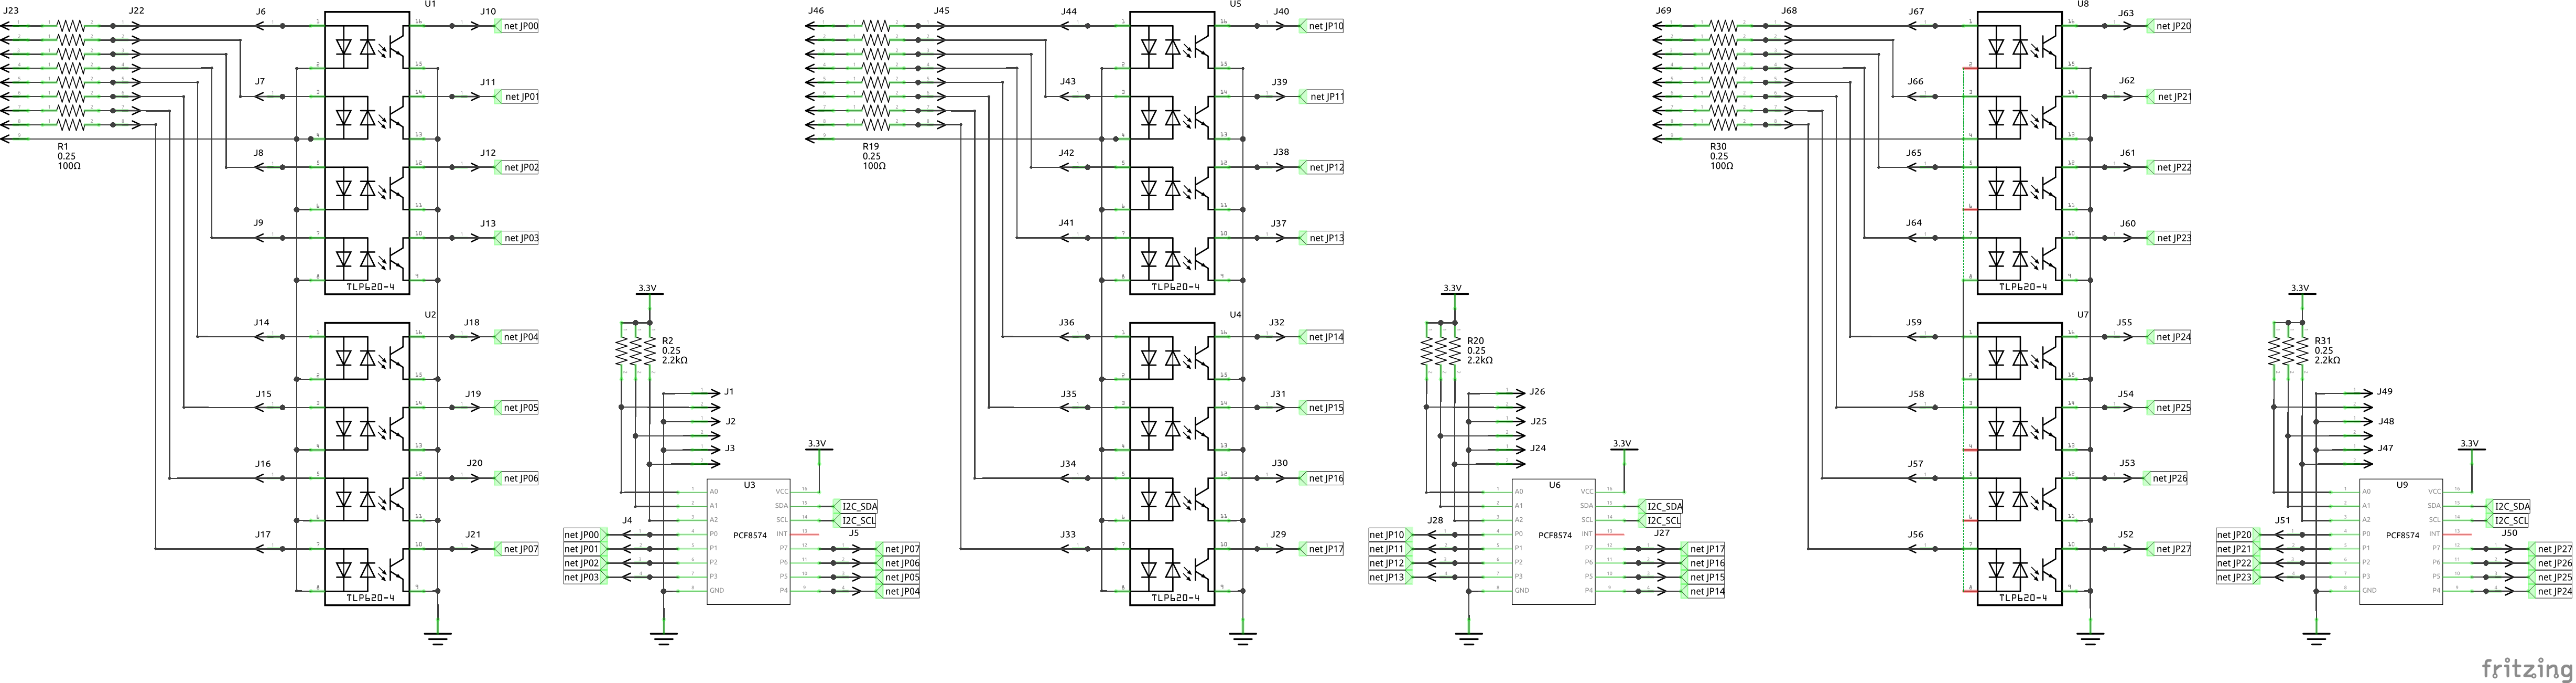 J23
J22
J6
U1
J10
net JP00
J7
J11
net JP01
R1
0.25
100Ω
J8
J12
net JP02
J9
J13
net JP03
TLP620-4
U2
J14
J18
net JP04
J15
J19
net JP05
J16
J20
net JP06
J17
J21
net JP07
TLP620-4
3.3V
R2
0.25
2.2kΩ
J1
J2
J3
3.3V
U3
A0
VCC
A1
SDA
I2C_SDA
A2
SCL
I2C_SCL
J4
J5
net JP00
P0
INT
net JP01
P1
PCF8574
P7
net JP07
net JP02
P2
P6
net JP06
net JP03
P3
P5
net JP05
GND
P4
net JP04
J46
J45
J44
U5
J40
net JP10
J43
J39
net JP11
R19
0.25
100Ω
J42
J38
net JP12
J41
J37
net JP13
TLP620-4
U4
J36
J32
net JP14
J35
J31
net JP15
J34
J30
net JP16
J33
J29
net JP17
TLP620-4
3.3V
R20
0.25
2.2kΩ
J26
J25
J24
3.3V
U6
A0
VCC
A1
SDA
I2C_SDA
A2
SCL
I2C_SCL
J28
J27
net JP10
P0
INT
net JP11
P1
PCF8574
P7
net JP17
net JP12
P2
P6
net JP16
net JP13
P3
P5
net JP15
GND
P4
net JP14
J69
J68
J67
U8
J63
net JP20
J66
J62
net JP21
R30
0.25
100Ω
J65
J61
net JP22
J64
J60
net JP23
TLP620-4
U7
J59
J55
net JP24
J58
J54
net JP25
J57
J53
net JP26
J56
J52
net JP27
TLP620-4
3.3V
R31
0.25
2.2kΩ
J49
J48
J47
3.3V
U9
A0
VCC
A1
SDA
I2C_SDA
A2
SCL
I2C_SCL
J51
J50
net JP20
P0
INT
net JP21
P1
PCF8574
P7
net JP27
net JP22
P2
P6
net JP26
net JP23
P3
P5
net JP25
GND
P4
net JP24
fritzing